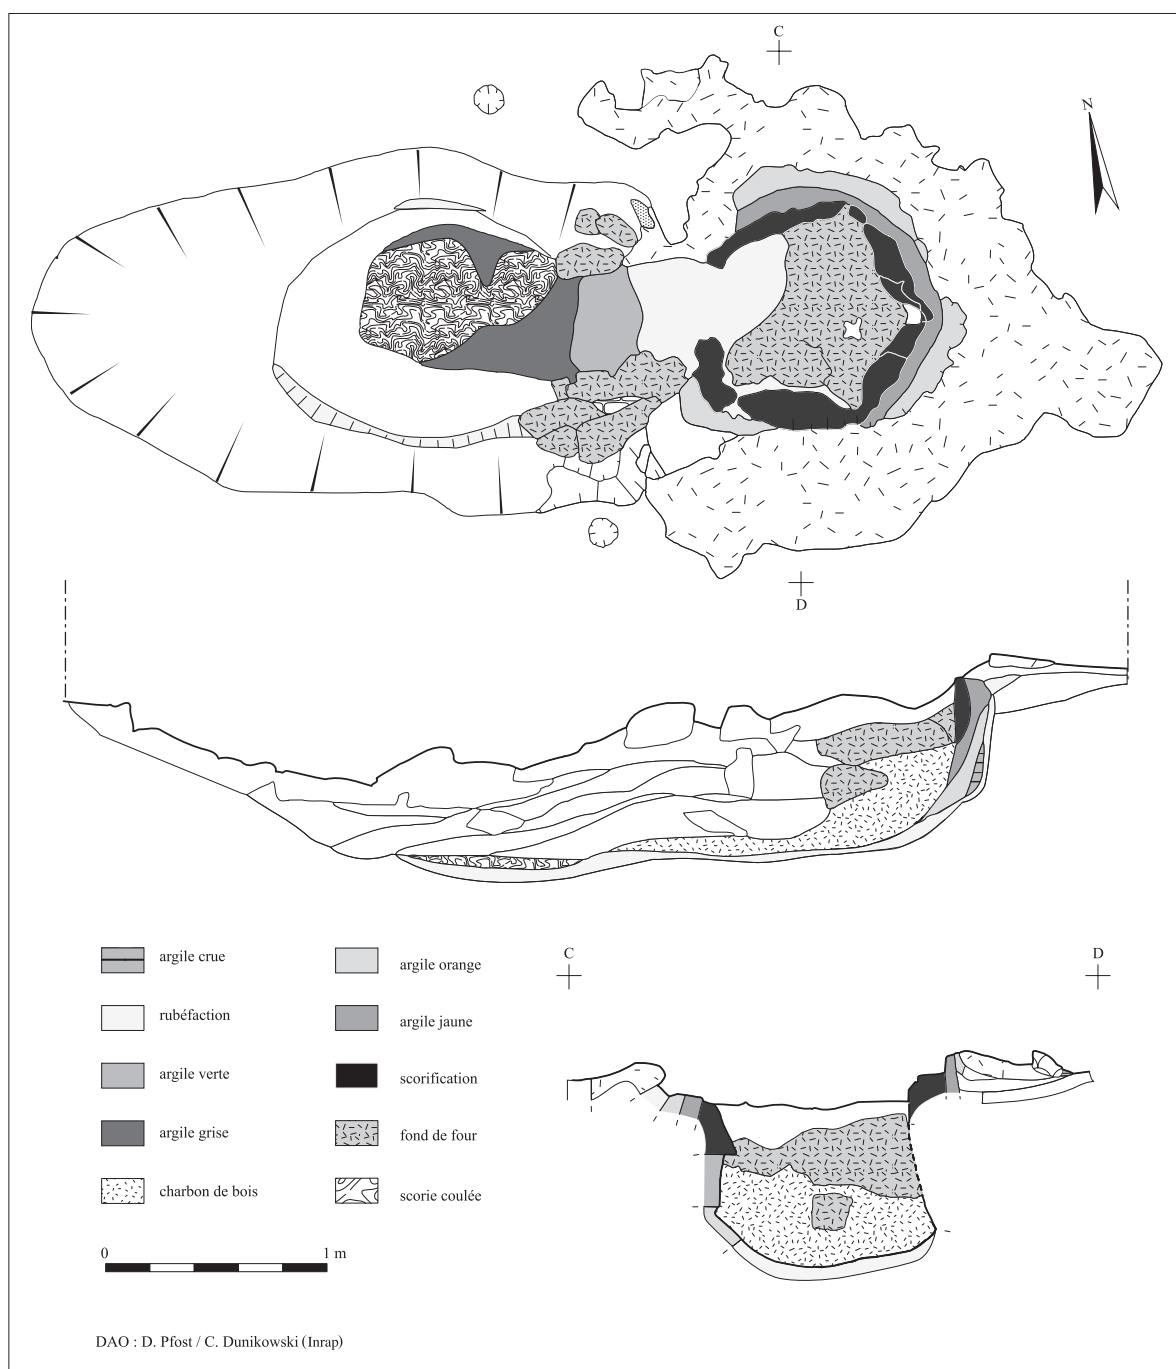 C
N
D
argile crue
argile orange
rubéfaction
argile jaune
argile verte
scorification
argile grise
fond de four
charbon de bois
scorie coulée
C
D
0
1 m
DAO : D. Pfost / C. Dunikowski (Inrap)